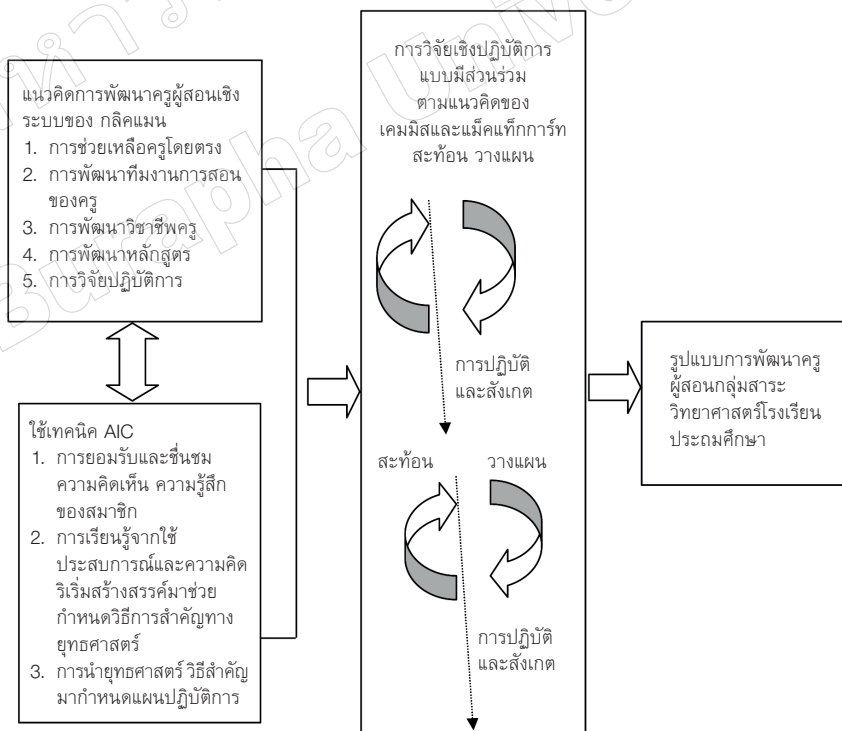 แนวคิดการพัฒนาครูผู้สอนเชิง
ระบบของ กลิคแมน
1. การช่วยเหลือครูโดยตรง
2. การพัฒนาทีมงานการสอน
ของครู
3. การพัฒนาวิชาชีพครู
4. การพัฒนาหลักสูตร
5. การวิจัยปฏิบัติการ
ใช้เทคนิค AIC
1. การยอมรับและชื่นชม
ความคิดเห็น ความรู้สึก
ของสมาชิก
2. การเรียนรู้จากใช้
ประสบการณ์และความคิด
ริเริ่มสร้างสรรค์มาช่วย
กำหนดวิธีการสำคัญทาง
ยุทธศาสตร์
3. การนำยุทธศาสตร์ วิธีสำคัญ
มากำหนดแผนปฏิบัติการ
การวิจัยเชิงปฏิบัติการ
แบบมีส่วนร่วม
ตามแนวคิดของ
เคมมิสและแม็คแท็กการ์ท
สะท้อน วางแผน
การปฏิบัติ
และสังเกต
สะท้อน วางแผน
การปฏิบัติ
และสังเกต
รูปแบบการพัฒนาครู
ผู้สอนกลุ่มสาระ
วิทยาศาสตร์โรงเรียน
ประถมศึกษา
Burapha Univ